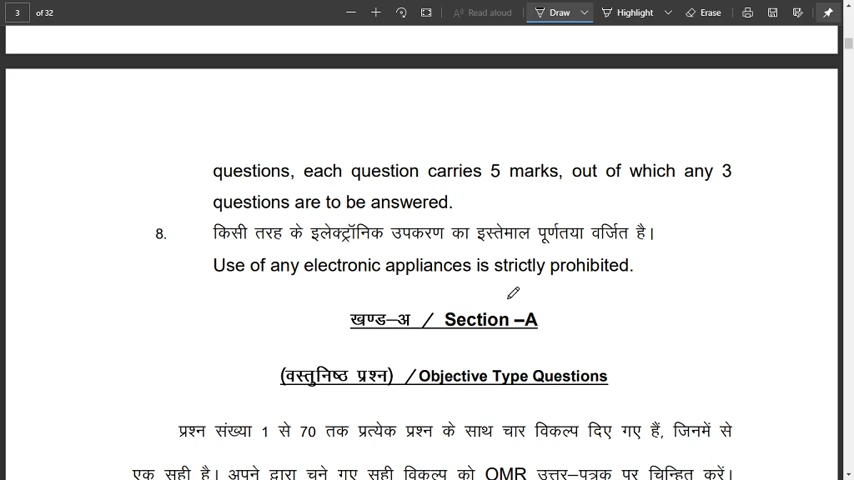 3 of 32 Read aloud Draw Highlight Erase
questions, each question carries 5 marks, out of which any 3
questions are to be answered.
8. किसी तरह के इलेक्ट्रॉनिक उपकरण का इस्तेमाल पूर्णतया वर्जित है।
Use of any electronic appliances is strictly prohibited.
खण्ड–अ / Section –A
(वस्तुनिष्ठ प्रश्न) / Objective Type Questions
प्रश्न संख्या 1 से 70 तक प्रत्येक प्रश्न के साथ चार विकल्प दिए गए हैं, जिनमें से
एक सही है। अपने द्वारा चुने गए सही विकल्प को OMR उत्तर–पत्रक पर चिन्हित करें।